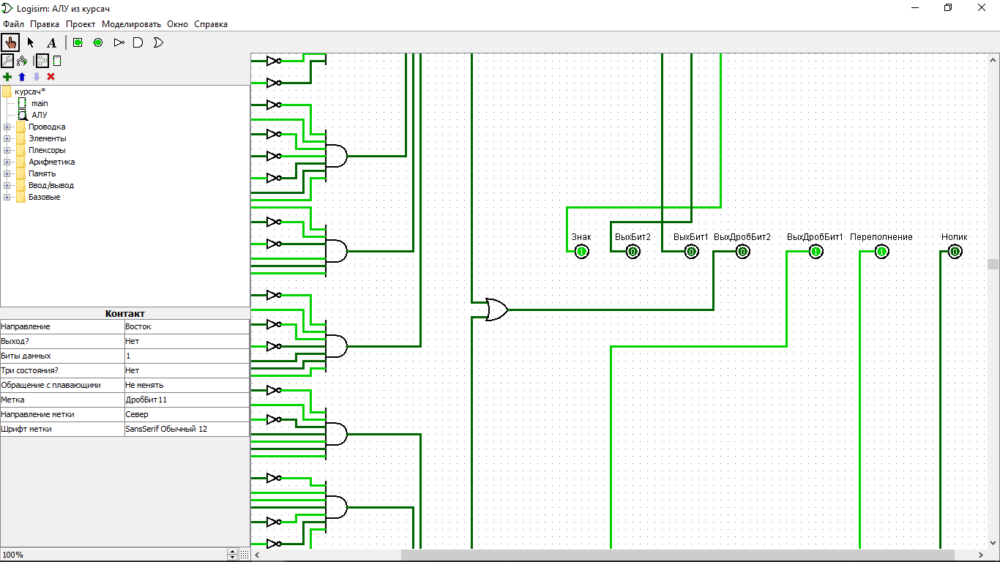 Logisim: АЛУ из курсач
Файл Правка Проект Моделировать Окно Справка
A
курсач*
main
АЛУ
Проводка
Элементы
Плексоры
Арифметика
Память
Ввод/вывод
Базовые
Контакт
Направление Восток
Выход? Нет
Биты данных 1
Три состояния? Нет
Обращение с плавающими Не менять
Метка ДробБит11
Направление метки Север
Шрифт метки SansSerif Обычный 12
100%
Знак ВыхБит2 ВыхБит1 ВыхДробБит2 ВыхДробБит1 Переполнение Нолик
1 0 0 0 1 1 0